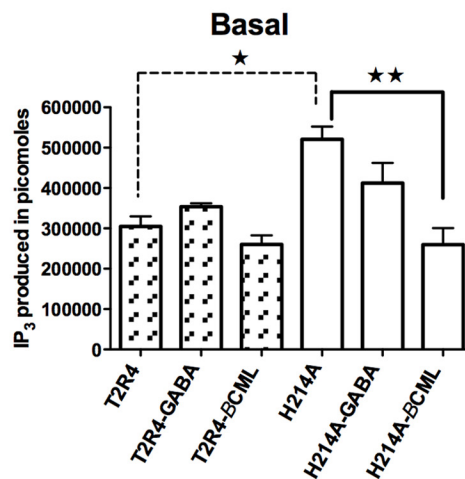 Basal
★
★★
IP₃ produced in picomoles
600000
500000
400000
300000
200000
100000
0
T2R4
T2R4-GABA
T2R4-BCML
H214A
H214A-GABA
H214A-BCML